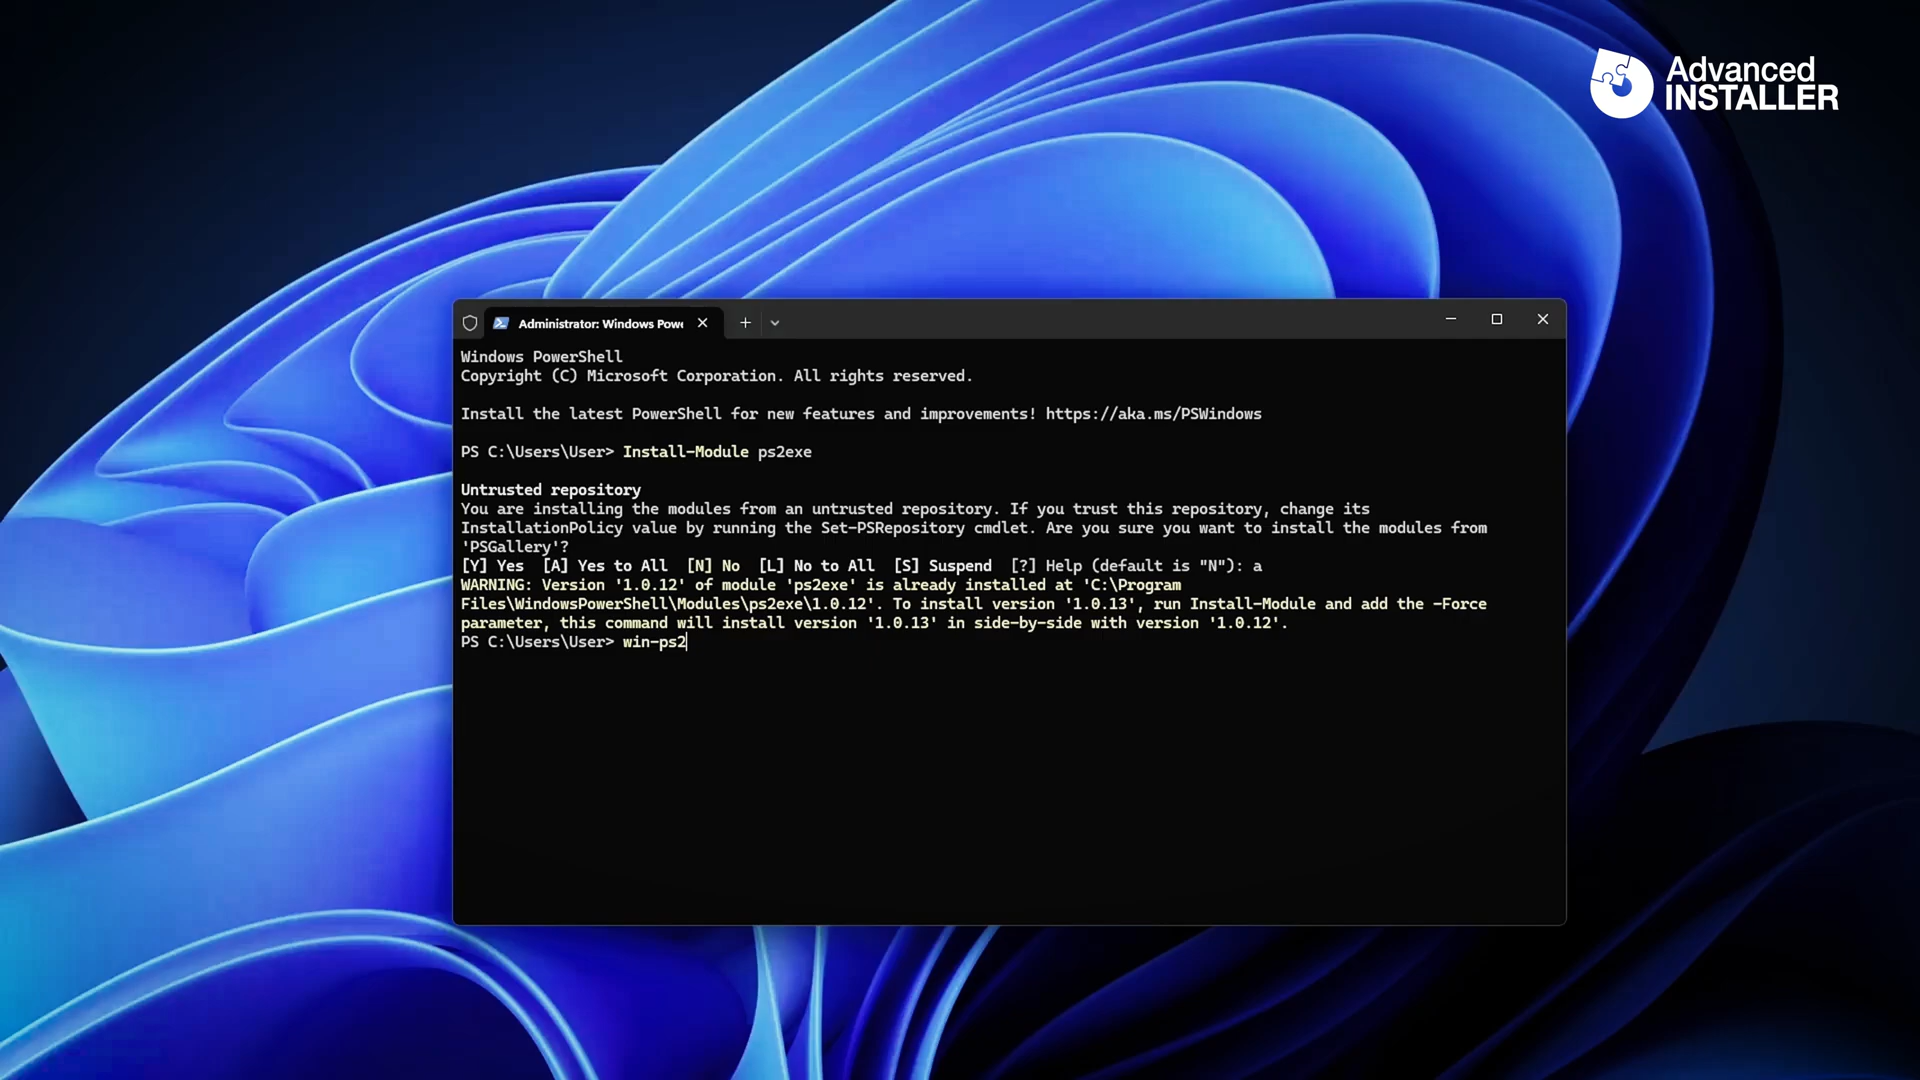 Advanced
INSTALLER
Administrator: Windows Powe
Windows PowerShell
Copyright (C) Microsoft Corporation. All rights reserved.
Install the latest PowerShell for new features and improvements! https://aka.ms/PSWindows
PS C:\Users\User> Install-Module ps2exe
Untrusted repository
You are installing the modules from an untrusted repository. If you trust this repository, change its
InstallationPolicy value by running the Set-PSRepository cmdlet. Are you sure you want to install the modules from
'PSGallery'?
[Y] Yes  [A] Yes to All  [N] No  [L] No to All  [S] Suspend  [?] Help (default is "N"): a
WARNING: Version '1.0.12' of module 'ps2exe' is already installed at 'C:\Program
Files\WindowsPowerShell\Modules\ps2exe\1.0.12'. To install version '1.0.13', run Install-Module and add the -Force
parameter, this command will install version '1.0.13' in side-by-side with version '1.0.12'.
PS C:\Users\User> win-ps2